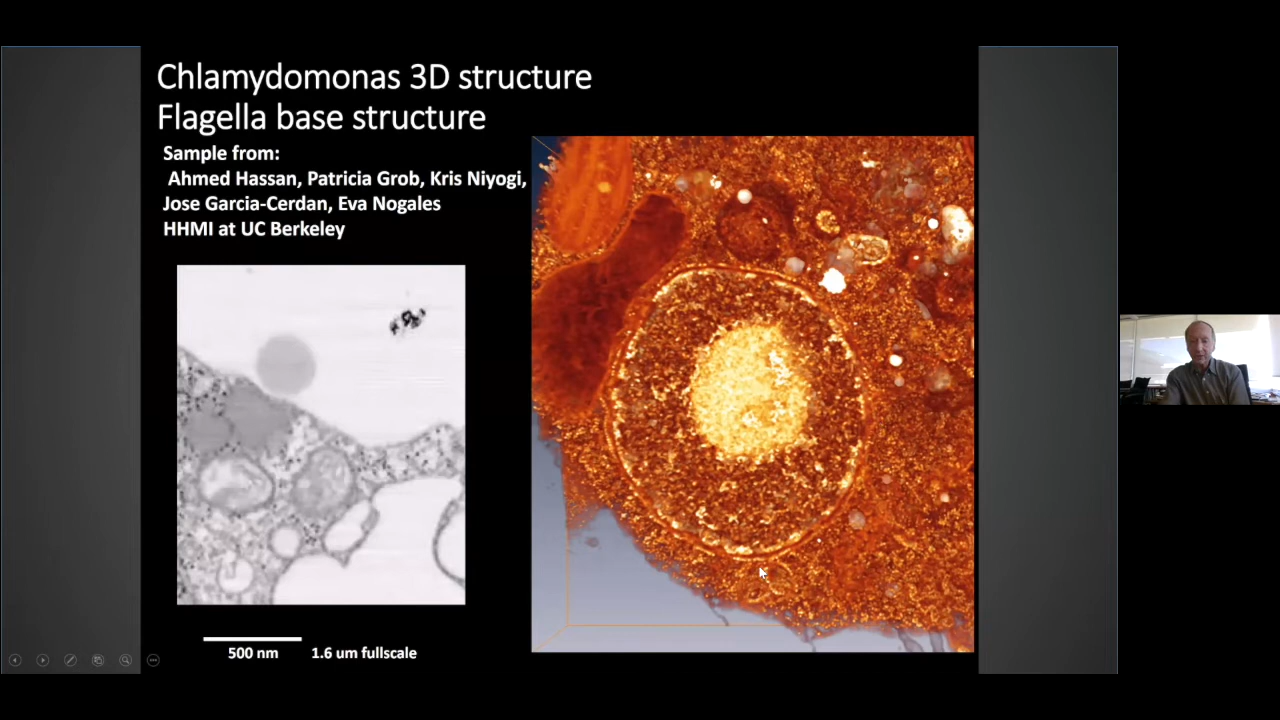 Chlamydomonas 3D structure
Flagella base structure
Sample from:
Ahmed Hassan, Patricia Grob, Kris Niyogi,
Jose Garcia-Cerdan, Eva Nogales
HHMI at UC Berkeley
500 nm
1.6 um fullscale